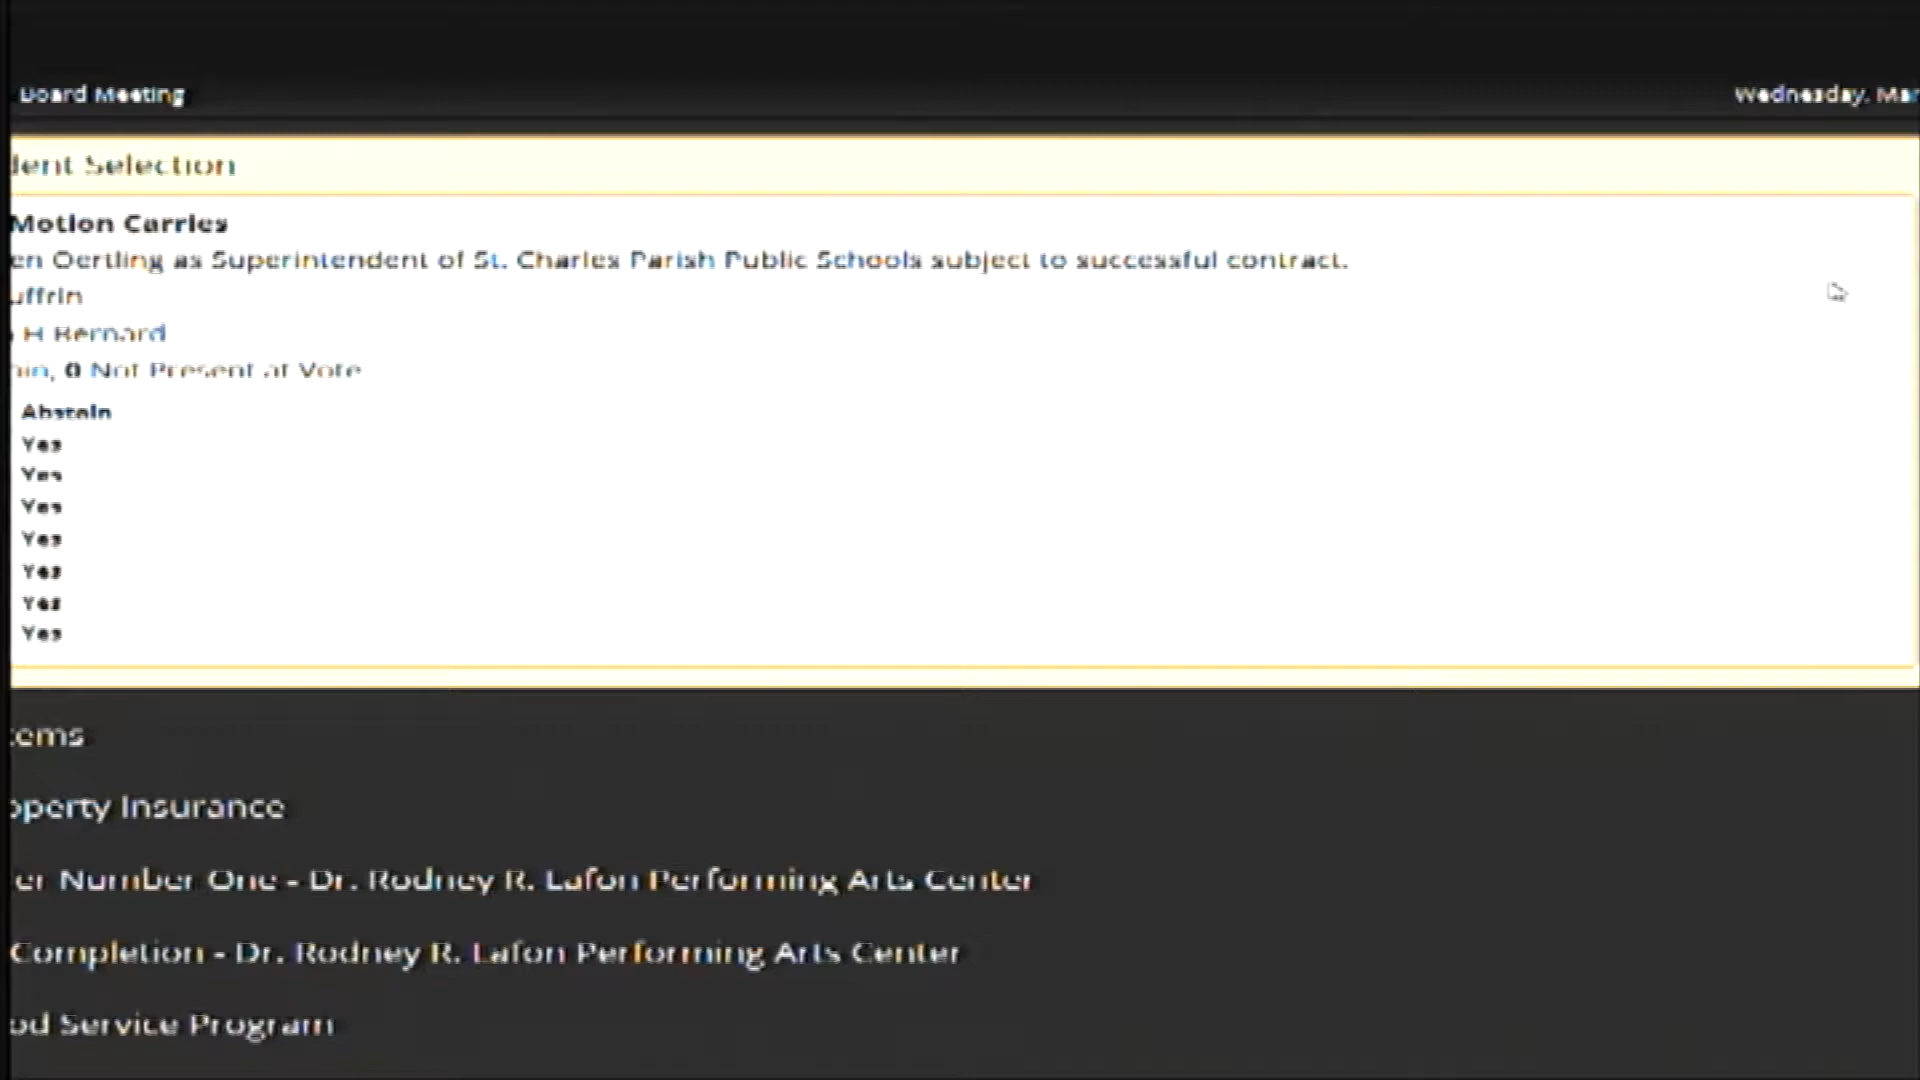 Board Meeting
Wednesday, Mar
dent Selection
Motion Carries
en Oertling as Superintendent of St. Charles Parish Public Schools subject to successful contract.
uffrin
H Bernard
ain, 0 Not Present at Vote
Abstain
Yes
Yes
Yes
Yes
Yes
Yes
Yes
tems
operty Insurance
er Number One - Dr. Rodney R. Lafon Performing Arts Center
Completion - Dr. Rodney R. Lafon Performing Arts Center
od Service Program